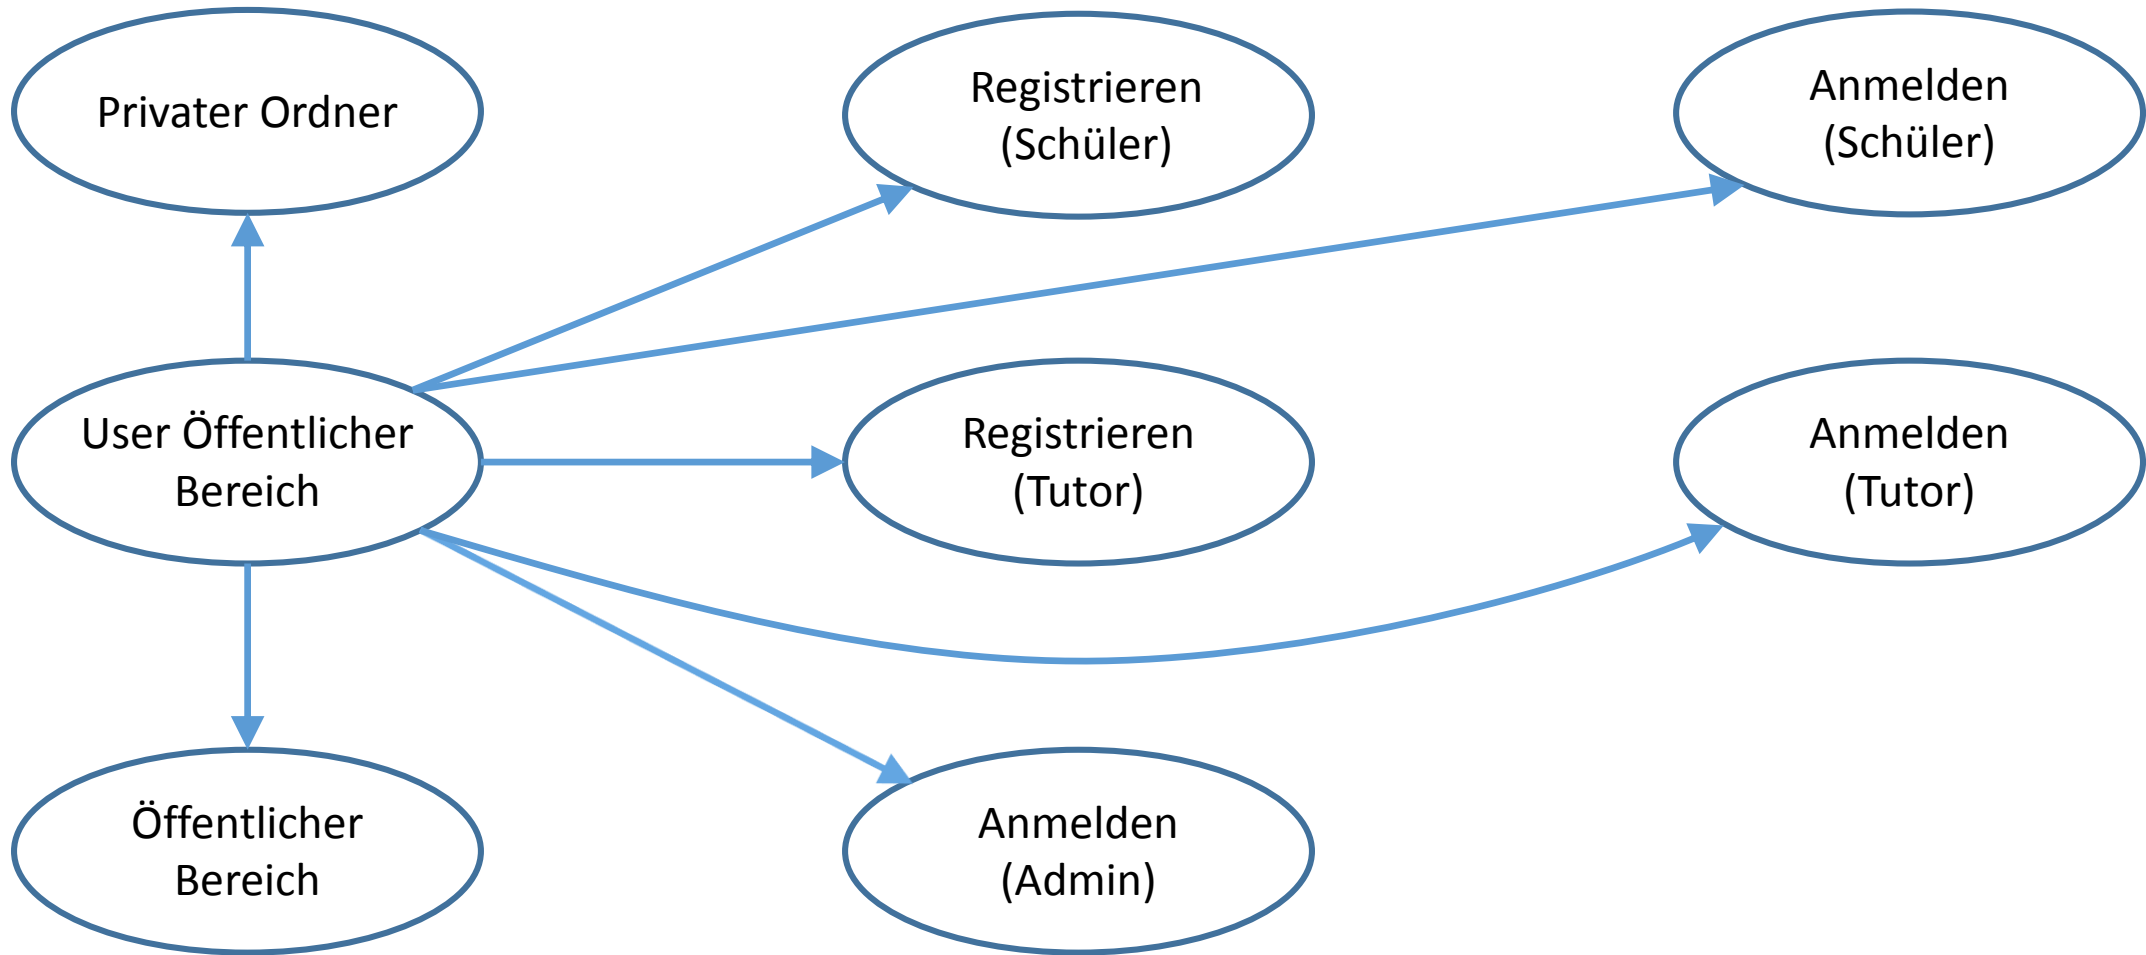 Privater Ordner
Registrieren
(Schüler)
Anmelden
(Schüler)
User Öffentlicher
Bereich
Registrieren
(Tutor)
Anmelden
(Tutor)
Öffentlicher
Bereich
Anmelden
(Admin)